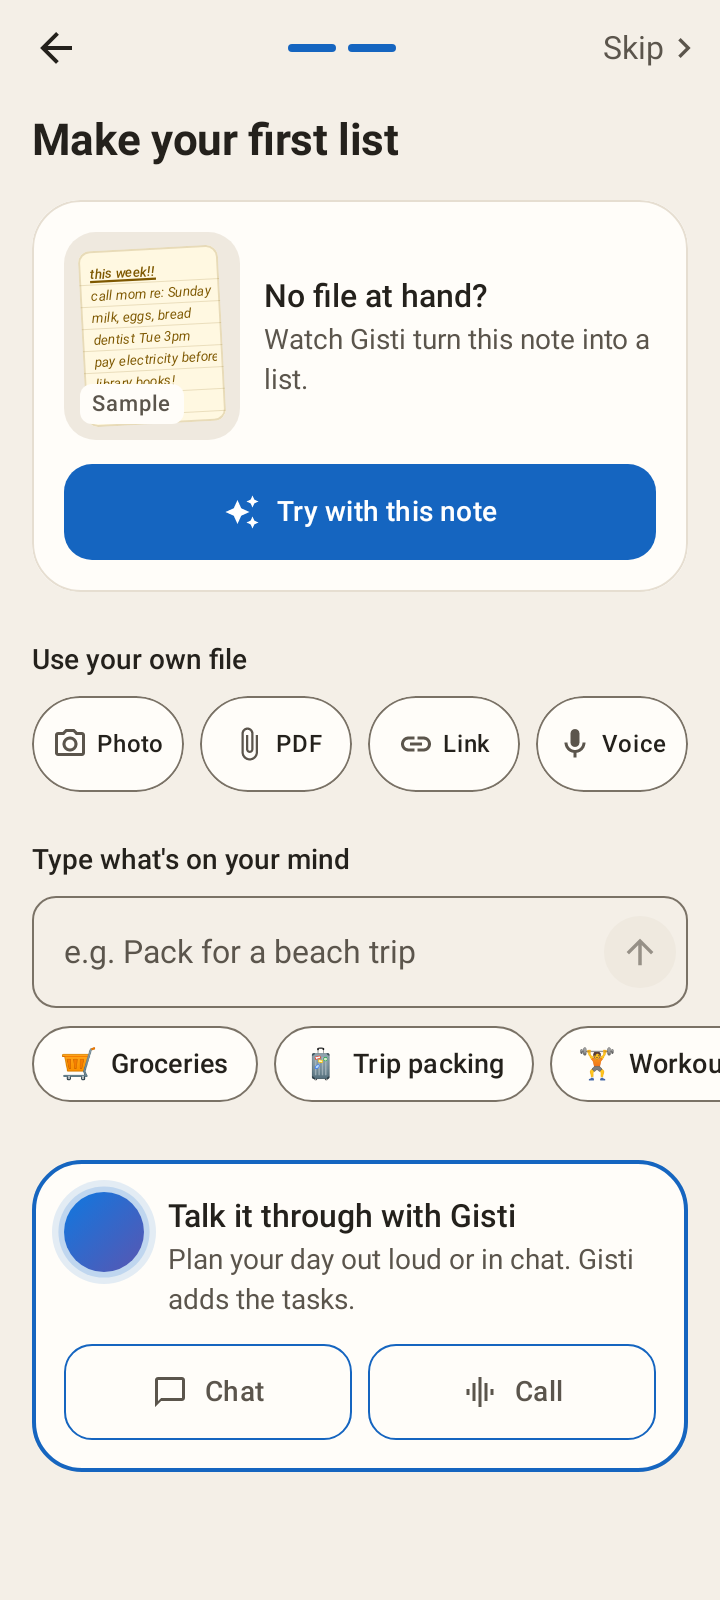 Skip
Make your first list
this week!!
call mom re: Sunday
milk, eggs, bread
dentist Tue 3pm
pay electricity before
library books!
Sample
No file at hand?
Watch Gisti turn this note into a
list.
Try with this note
Use your own file
Photo PDF Link Voice
Type what's on your mind
e.g. Pack for a beach trip
Groceries Trip packing Workou
Talk it through with Gisti
Plan your day out loud or in chat. Gisti
adds the tasks.
Chat Call